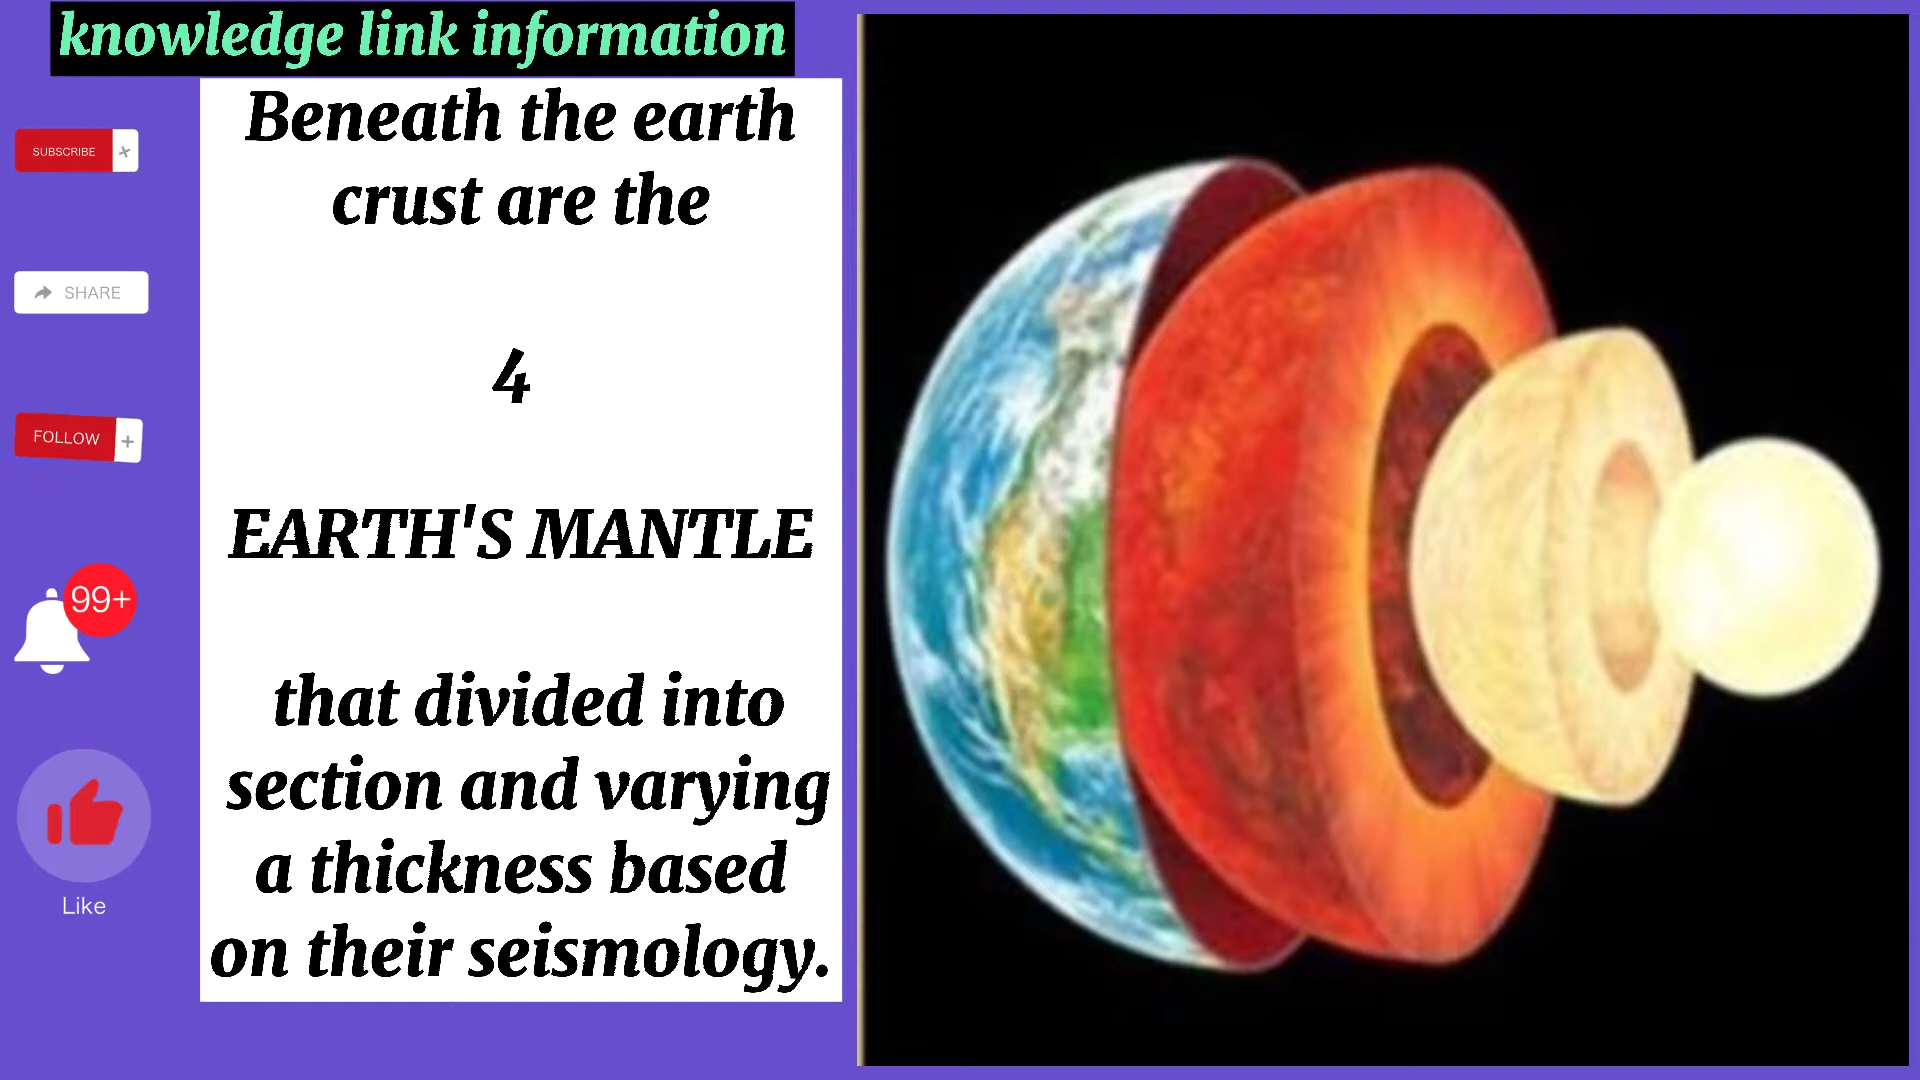 knowledge link information
SUBSCRIBE
SHARE
FOLLOW
99+
Like
Beneath the earth
crust are the
4
EARTH'S MANTLE
that divided into
section and varying
a thickness based
on their seismology.